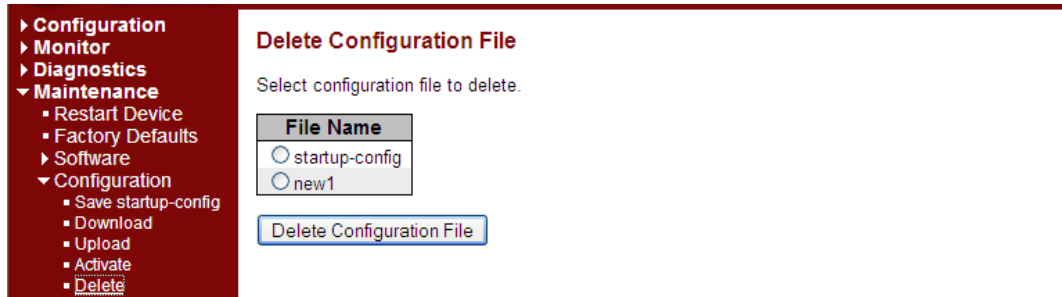 Configuration
Monitor
Diagnostics
Maintenance
Restart Device
Factory Defaults
Software
Configuration
Save startup-config
Download
Upload
Activate
Delete
Delete Configuration File
Select configuration file to delete.
File Name
startup-config
new1
Delete Configuration File